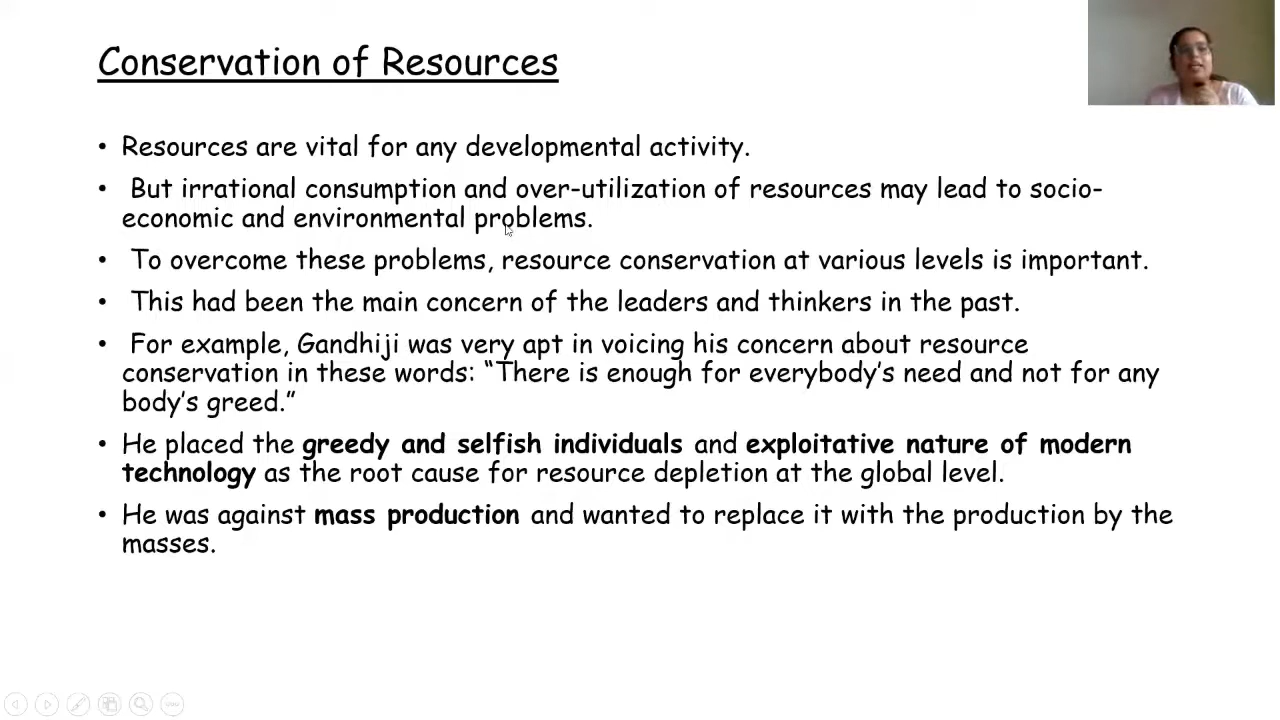 Conservation of Resources
• Resources are vital for any developmental activity.
• But irrational consumption and over-utilization of resources may lead to socio-
economic and environmental problems.
• To overcome these problems, resource conservation at various levels is important.
• This had been the main concern of the leaders and thinkers in the past.
• For example, Gandhiji was very apt in voicing his concern about resource
conservation in these words: “There is enough for everybody’s need and not for any
body’s greed.”
• He placed the greedy and selfish individuals and exploitative nature of modern
technology as the root cause for resource depletion at the global level.
• He was against mass production and wanted to replace it with the production by the
masses.